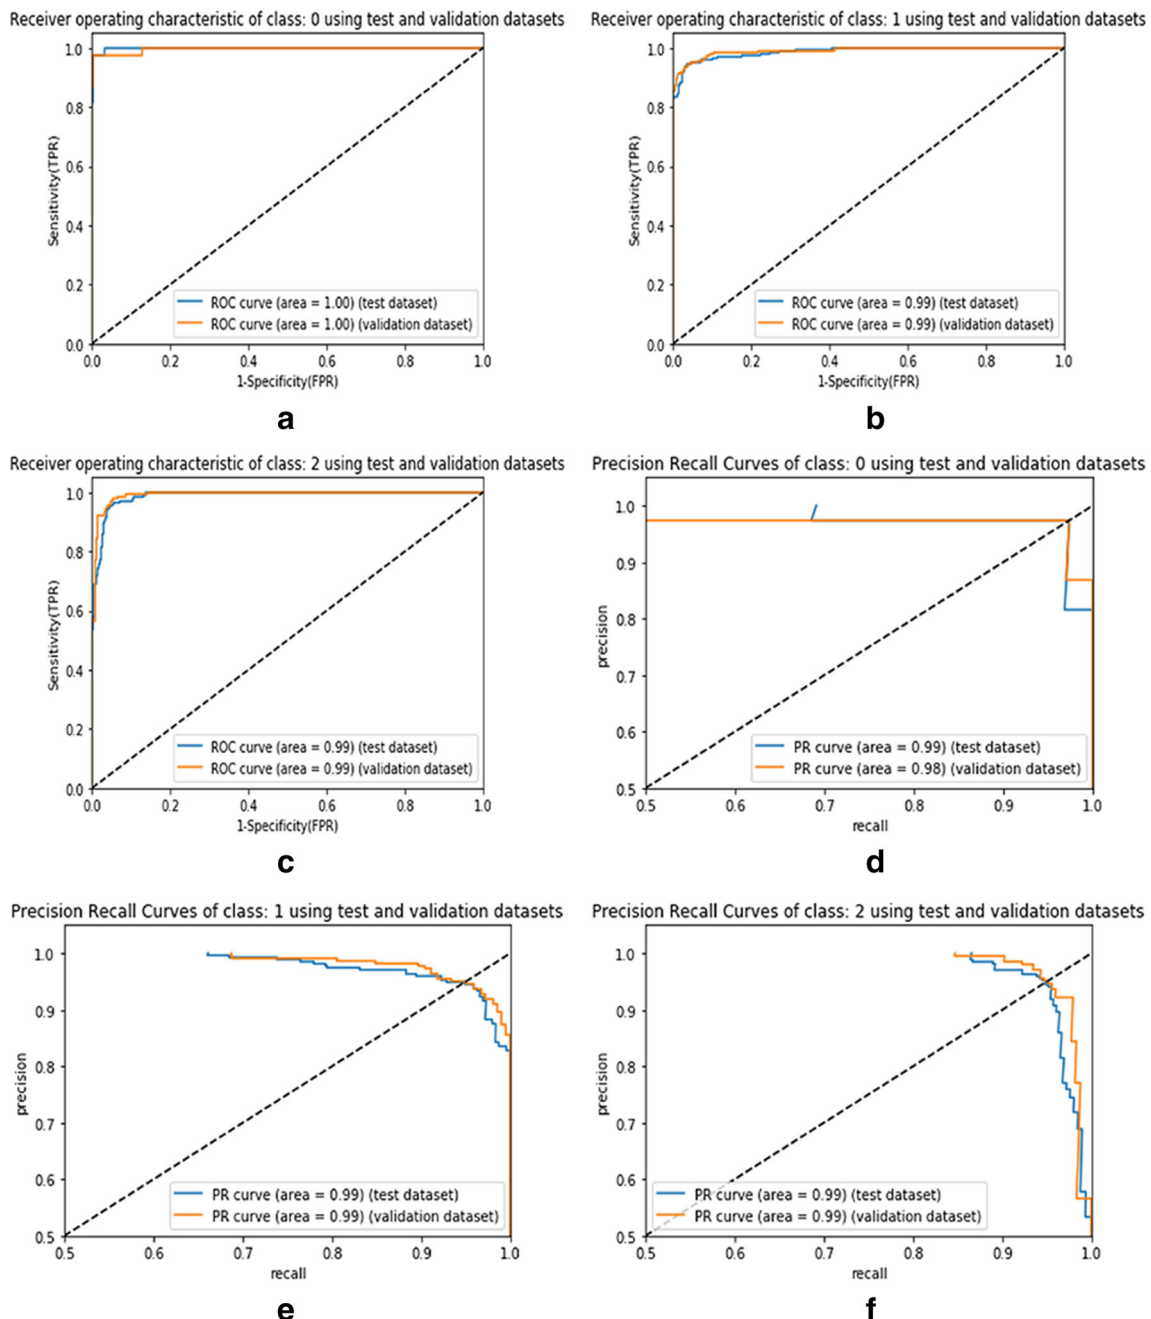 Receiver operating characteristic of class: 0 using test and validation datasets
1.0
0.8
0.6
0.4
0.2
0.0
Sensitivity(TPR)
ROC curve (area = 1.00) (test dataset)
ROC curve (area = 1.00) (validation dataset)
0.0 0.2 0.4 0.6 0.8 1.0
1-Specificity(FPR)
a
Receiver operating characteristic of class: 1 using test and validation datasets
1.0
0.8
0.6
0.4
0.2
0.0
Sensitivity(TPR)
ROC curve (area = 0.99) (test dataset)
ROC curve (area = 0.99) (validation dataset)
0.0 0.2 0.4 0.6 0.8 1.0
1-Specificity(FPR)
b
Receiver operating characteristic of class: 2 using test and validation datasets
1.0
0.8
0.6
0.4
0.2
0.0
Sensitivity(TPR)
ROC curve (area = 0.99) (test dataset)
ROC curve (area = 0.99) (validation dataset)
0.0 0.2 0.4 0.6 0.8 1.0
1-Specificity(FPR)
c
Precision Recall Curves of class: 0 using test and validation datasets
1.0
0.9
0.8
0.7
0.6
0.5
precision
PR curve (area = 0.99) (test dataset)
PR curve (area = 0.98) (validation dataset)
0.5 0.6 0.7 0.8 0.9 1.0
recall
d
Precision Recall Curves of class: 1 using test and validation datasets
1.0
0.9
0.8
0.7
0.6
0.5
precision
PR curve (area = 0.99) (test dataset)
PR curve (area = 0.99) (validation dataset)
0.5 0.6 0.7 0.8 0.9 1.0
recall
e
Precision Recall Curves of class: 2 using test and validation datasets
1.0
0.9
0.8
0.7
0.6
0.5
precision
PR curve (area = 0.99) (test dataset)
PR curve (area = 0.99) (validation dataset)
0.5 0.6 0.7 0.8 0.9 1.0
recall
f